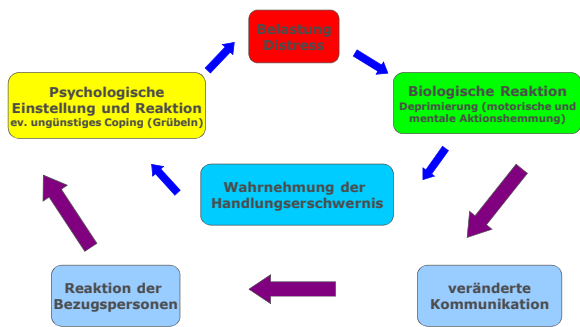 Belastung
Distress
Psychologische
Einstellung und Reaktion
ev. ungünstiges Coping (Grübeln)
Biologische Reaktion
Deprimierung (motorische und
mentale Aktionshemmung)
Wahrnehmung der
Handlungserschwernis
Reaktion der
Bezugspersonen
veränderte
Kommunikation